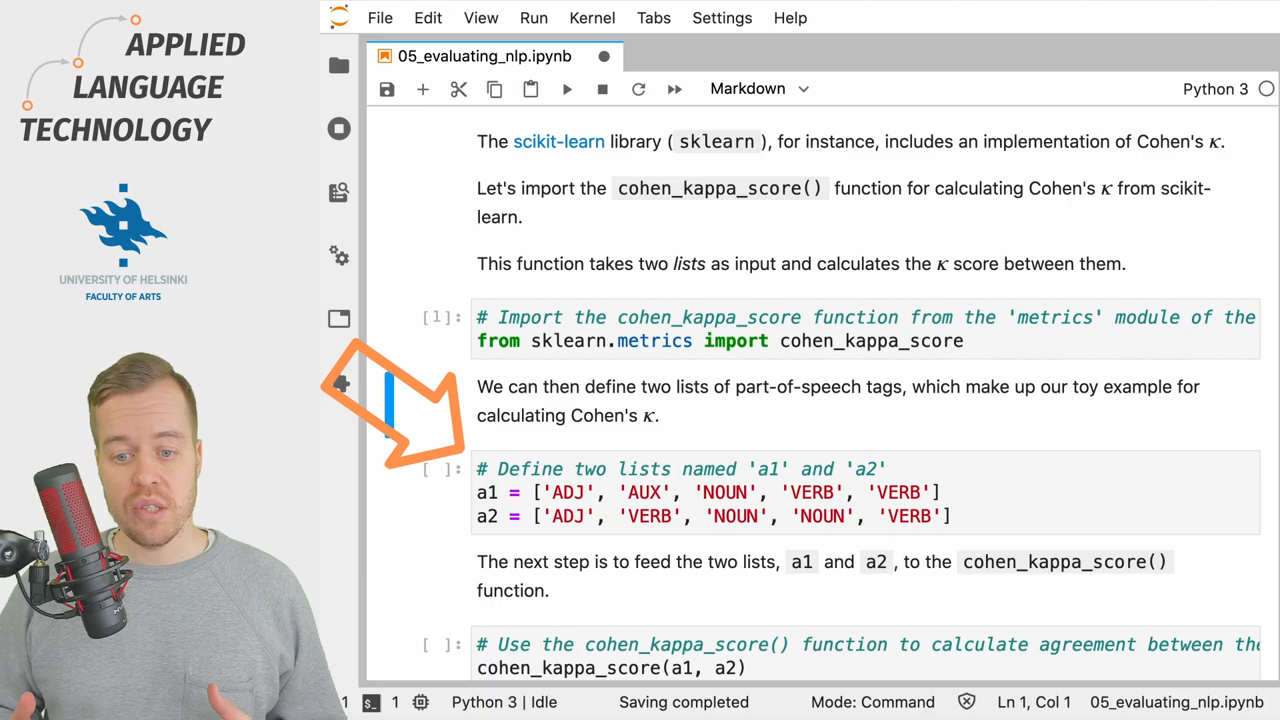 APPLIED
LANGUAGE
TECHNOLOGY
UNIVERSITY OF HELSINKI
FACULTY OF ARTS
File Edit View Run Kernel Tabs Settings Help
05_evaluating_nlp.ipynb
Markdown
Python 3
The scikit-learn library ( sklearn ), for instance, includes an implementation of Cohen's κ.
Let's import the cohen_kappa_score() function for calculating Cohen's κ from scikit-
learn.
This function takes two lists as input and calculates the κ score between them.
[1]: # Import the cohen_kappa_score function from the 'metrics' module of the
from sklearn.metrics import cohen_kappa_score
We can then define two lists of part-of-speech tags, which make up our toy example for
calculating Cohen's κ.
[ ]: # Define two lists named 'a1' and 'a2'
a1 = ['ADJ', 'AUX', 'NOUN', 'VERB', 'VERB']
a2 = ['ADJ', 'VERB', 'NOUN', 'NOUN', 'VERB']
The next step is to feed the two lists, a1 and a2 , to the cohen_kappa_score()
function.
[ ]: # Use the cohen_kappa_score() function to calculate agreement between the
cohen_kappa_score(a1, a2)
1 1 Python 3 | Idle Saving completed Mode: Command Ln 1, Col 1 05_evaluating_nlp.ipynb